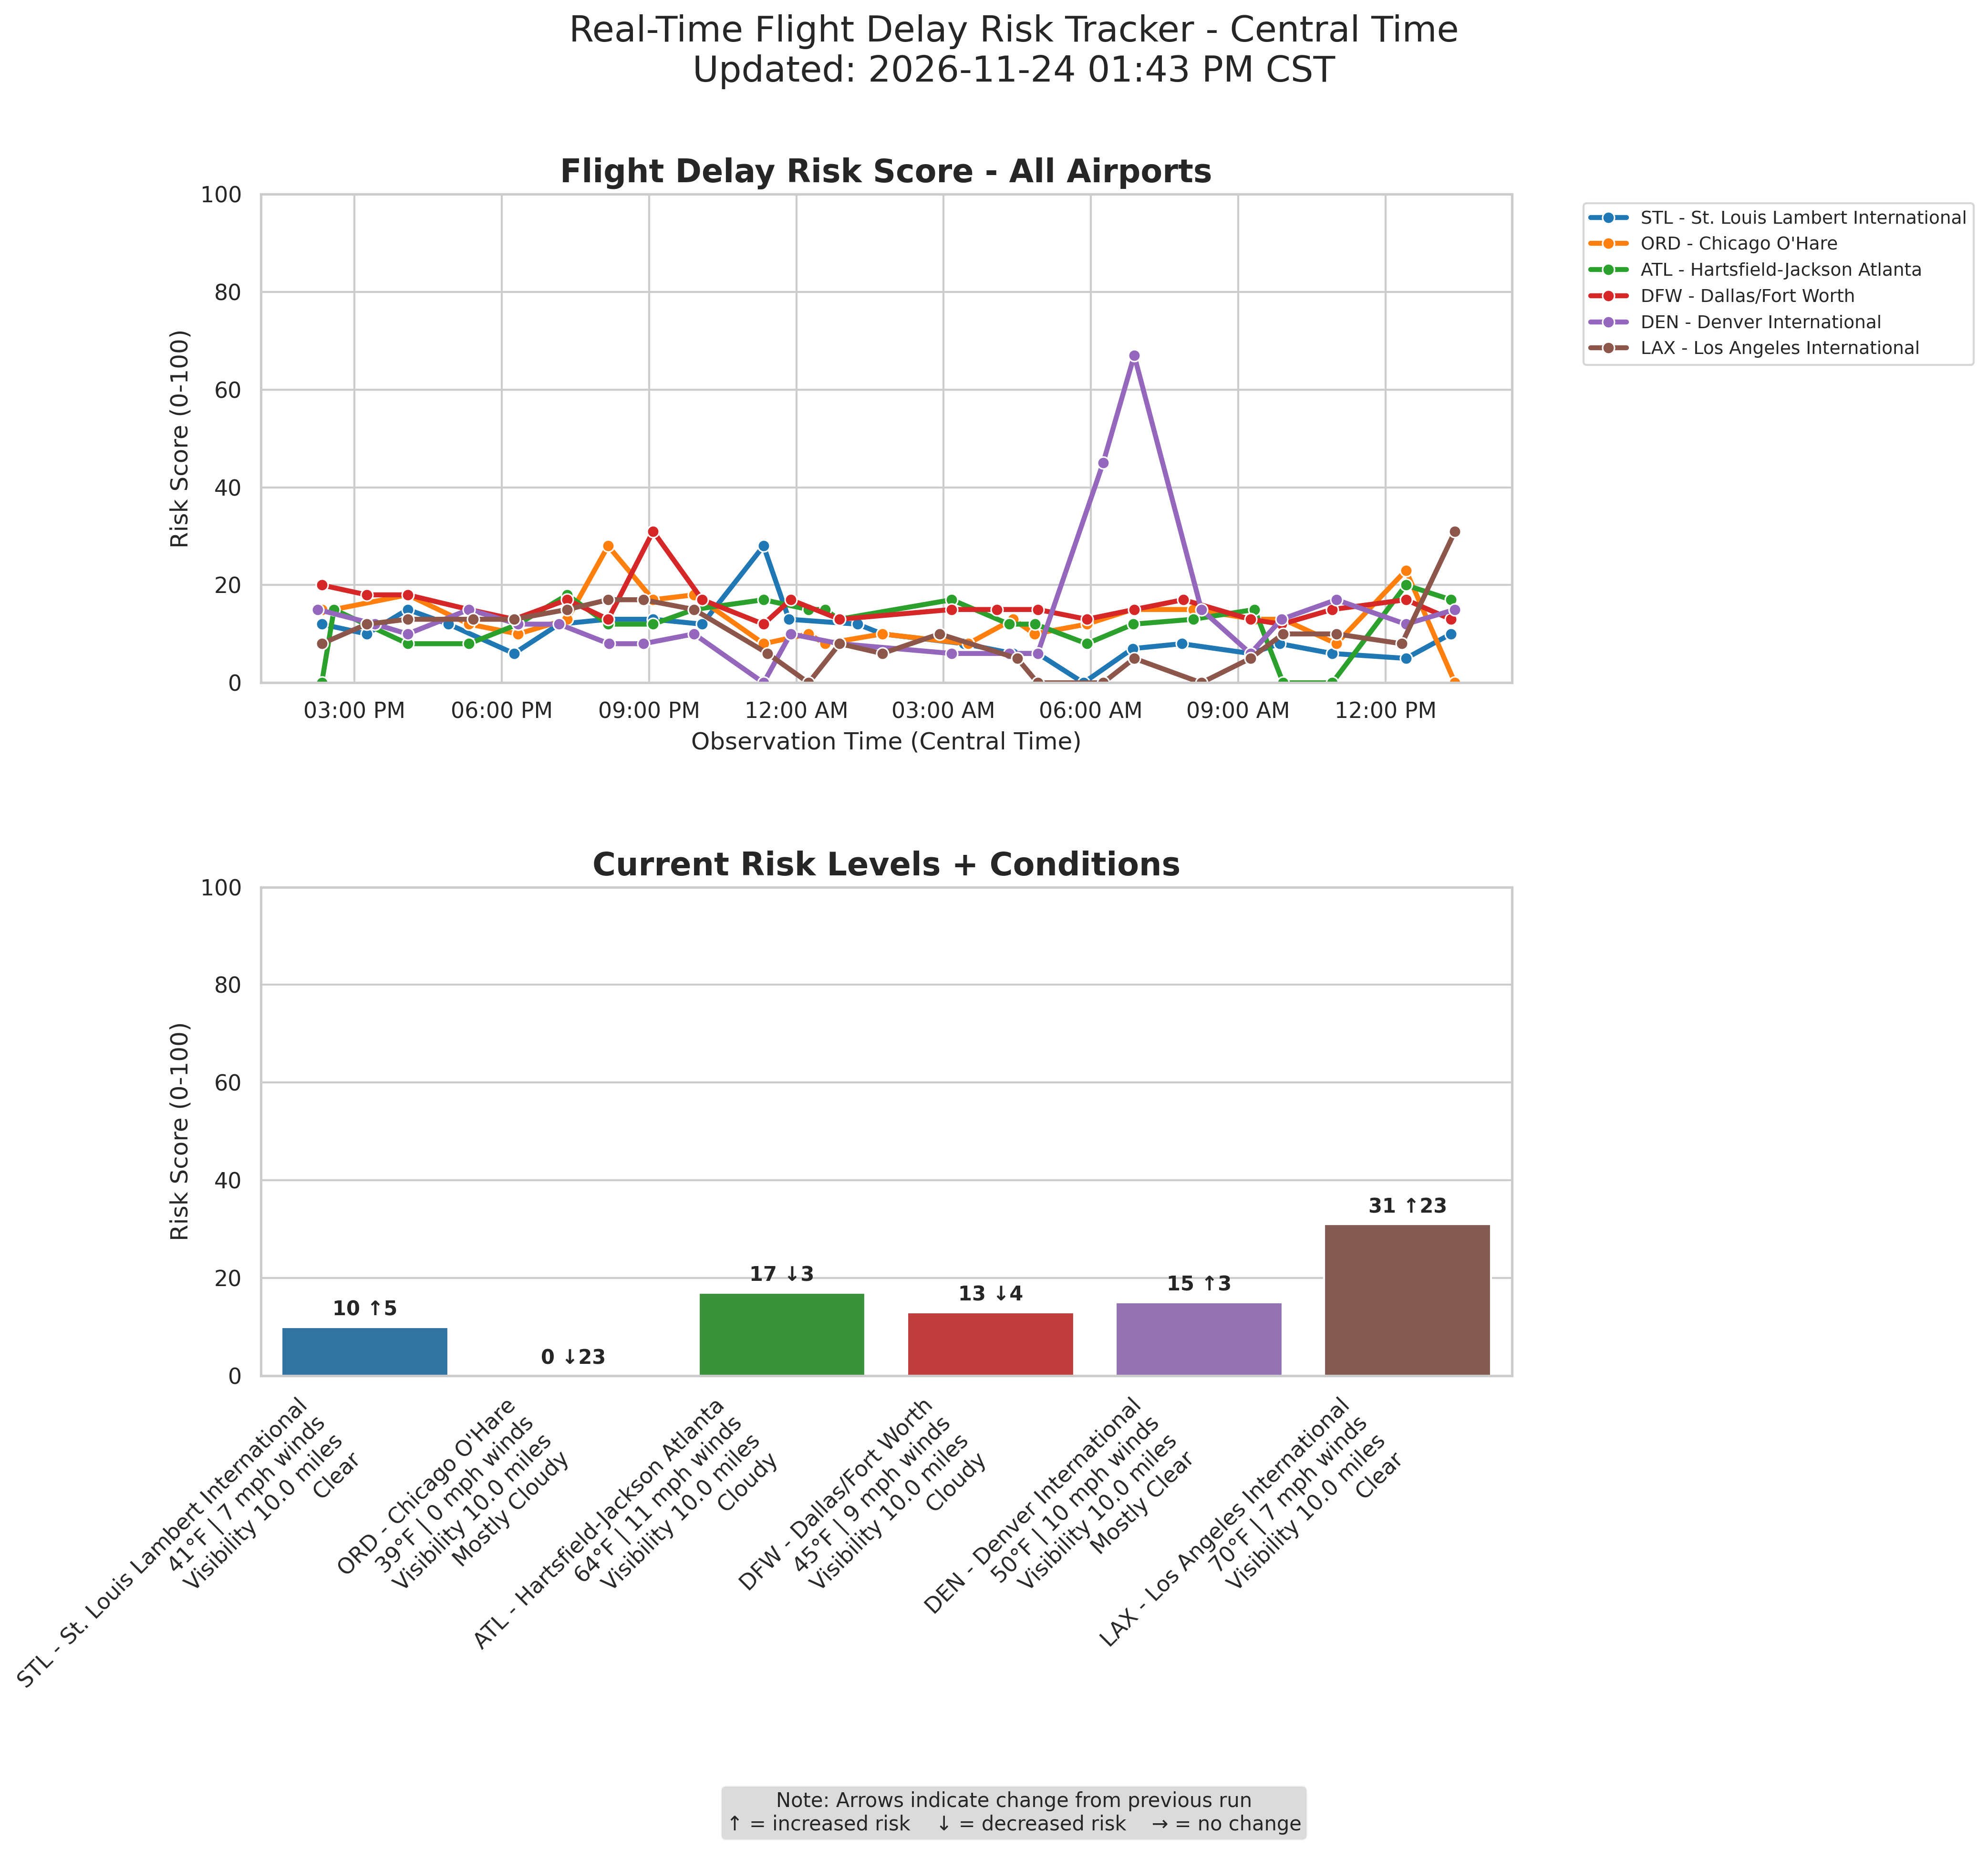 Real-Time Flight Delay Risk Tracker - Central Time
Updated: 2026-11-24 01:43 PM CST
Flight Delay Risk Score - All Airports
100
80
60
40
20
0
Risk Score (0-100)
03:00 PM
06:00 PM
09:00 PM
12:00 AM
03:00 AM
06:00 AM
09:00 AM
12:00 PM
Observation Time (Central Time)
STL - St. Louis Lambert International
ORD - Chicago O'Hare
ATL - Hartsfield-Jackson Atlanta
DFW - Dallas/Fort Worth
DEN - Denver International
LAX - Los Angeles International
Current Risk Levels + Conditions
100
80
60
40
20
0
Risk Score (0-100)
10 ↑5
0 ↓23
17 ↓3
13 ↓4
15 ↑3
31 ↑23
STL - St. Louis Lambert International
41°F | 7 mph winds
Visibility 10.0 miles
Clear
ORD - Chicago O'Hare
39°F | 0 mph winds
Visibility 10.0 miles
Mostly Cloudy
ATL - Hartsfield-Jackson Atlanta
64°F | 11 mph winds
Visibility 10.0 miles
Cloudy
DFW - Dallas/Fort Worth
45°F | 9 mph winds
Visibility 10.0 miles
Cloudy
DEN - Denver International
50°F | 10 mph winds
Visibility 10.0 miles
Mostly Clear
LAX - Los Angeles International
70°F | 7 mph winds
Visibility 10.0 miles
Clear
Note: Arrows indicate change from previous run
↑ = increased risk ↓ = decreased risk → = no change